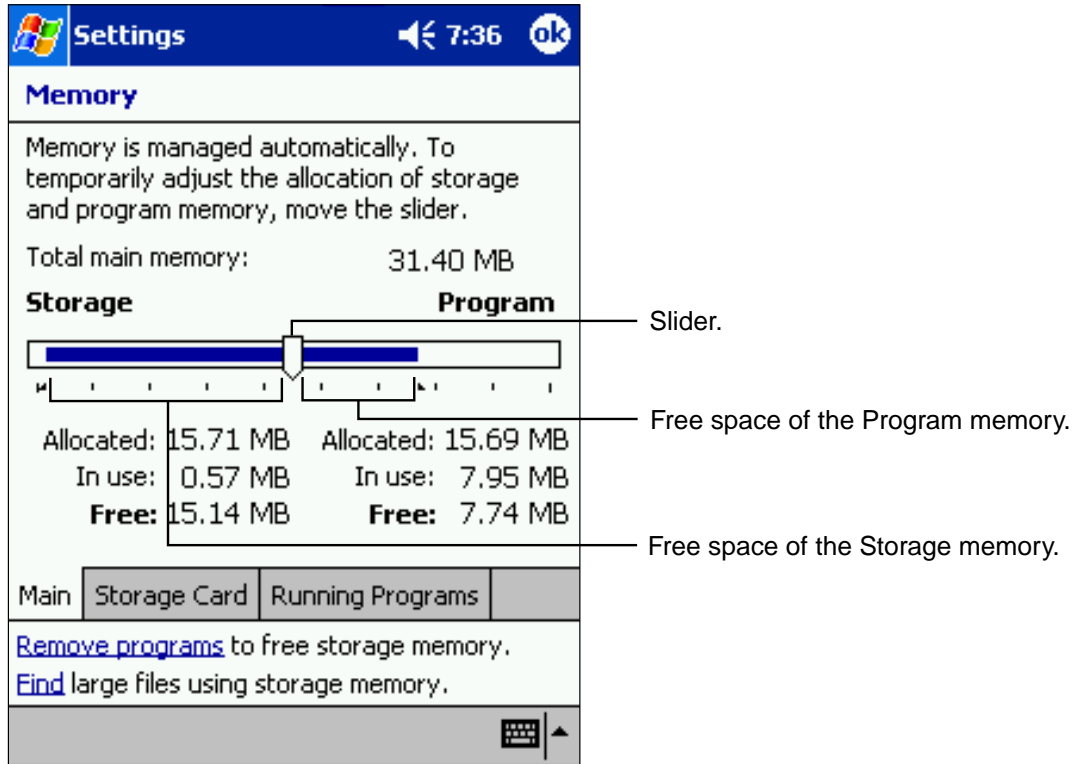 Settings 7:36 ok
Memory
Memory is managed automatically. To
temporarily adjust the allocation of storage
and program memory, move the slider.
Total main memory: 31.40 MB
Storage Program
Slider.
Free space of the Program memory.
Allocated: 15.71 MB Allocated: 15.69 MB
In use: 0.57 MB In use: 7.95 MB
Free: 15.14 MB Free: 7.74 MB
Free space of the Storage memory.
Main Storage Card Running Programs
Remove programs to free storage memory.
Find large files using storage memory.